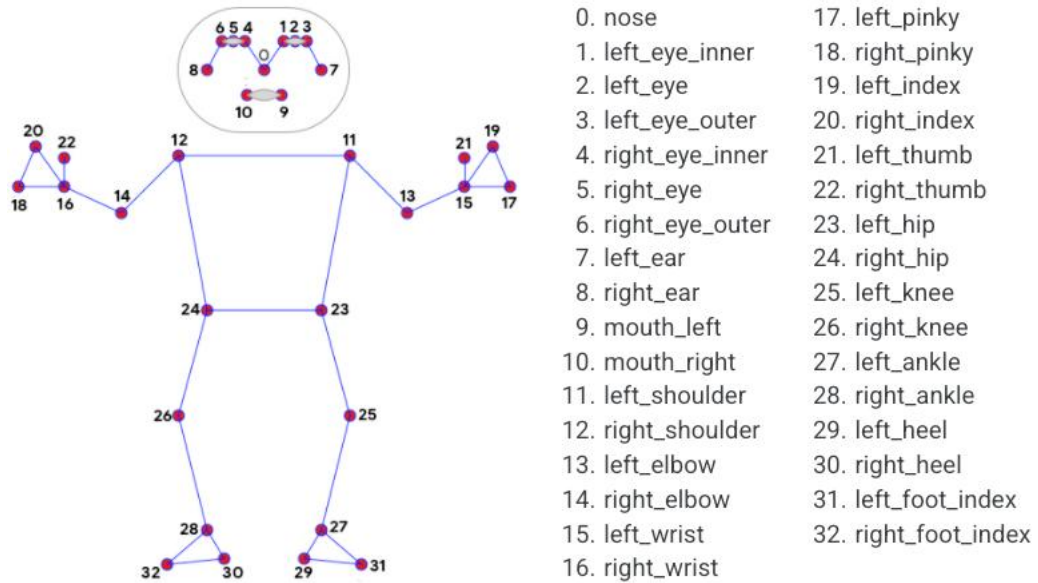 6 5 4 1 2 3
0
8 7
10 9
20 22 12 11 21 19
14 13
18 16 15 17
24 23
26 25
28 27
32 30 29 31
0. nose
1. left_eye_inner
2. left_eye
3. left_eye_outer
4. right_eye_inner
5. right_eye
6. right_eye_outer
7. left_ear
8. right_ear
9. mouth_left
10. mouth_right
11. left_shoulder
12. right_shoulder
13. left_elbow
14. right_elbow
15. left_wrist
16. right_wrist
17. left_pinky
18. right_pinky
19. left_index
20. right_index
21. left_thumb
22. right_thumb
23. left_hip
24. right_hip
25. left_knee
26. right_knee
27. left_ankle
28. right_ankle
29. left_heel
30. right_heel
31. left_foot_index
32. right_foot_index